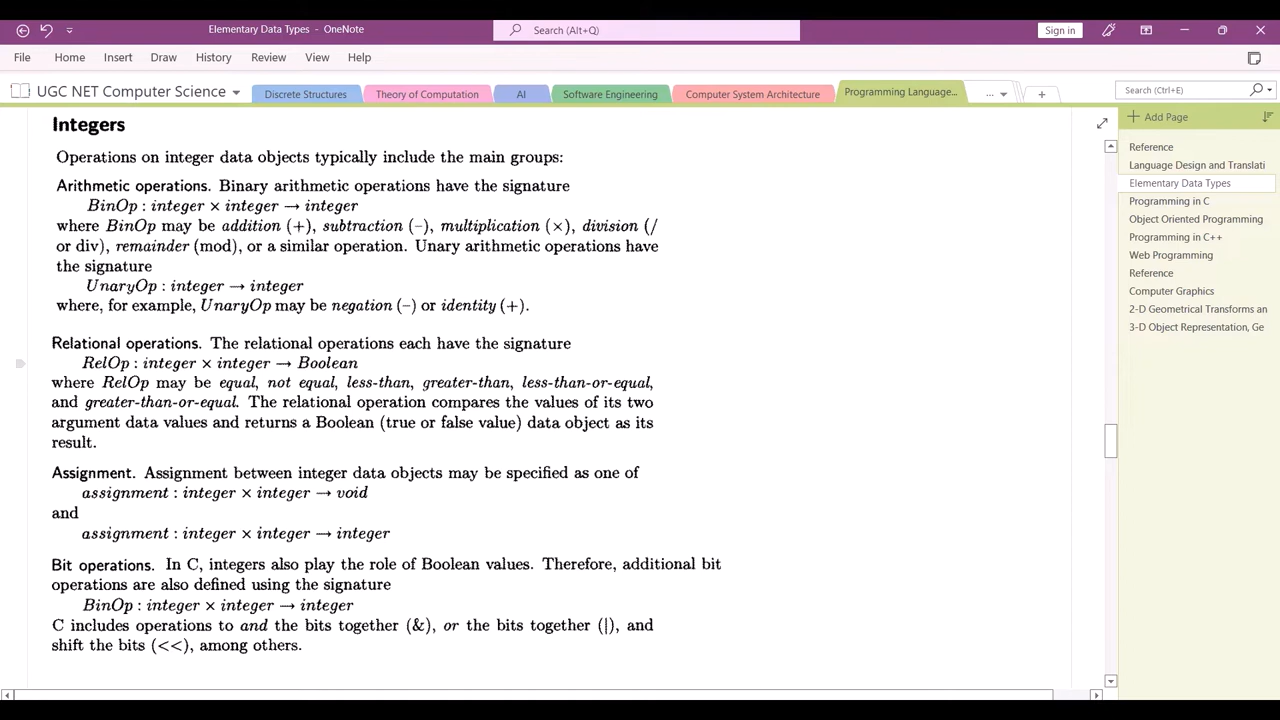 Elementary Data Types - OneNote
Search (Alt+Q)
Sign in
File Home Insert Draw History Review View Help
UGC NET Computer Science
Discrete Structures
Theory of Computation
AI
Software Engineering
Computer System Architecture
Programming Language...
...
Search (Ctrl+E)
Integers
Operations on integer data objects typically include the main groups:
Arithmetic operations. Binary arithmetic operations have the signature
BinOp : integer × integer → integer
where BinOp may be addition (+), subtraction (–), multiplication (×), division (/
or div), remainder (mod), or a similar operation. Unary arithmetic operations have
the signature
UnaryOp : integer → integer
where, for example, UnaryOp may be negation (–) or identity (+).
Relational operations. The relational operations each have the signature
RelOp : integer × integer → Boolean
where RelOp may be equal, not equal, less-than, greater-than, less-than-or-equal,
and greater-than-or-equal. The relational operation compares the values of its two
argument data values and returns a Boolean (true or false value) data object as its
result.
Assignment. Assignment between integer data objects may be specified as one of
assignment : integer × integer → void
and
assignment : integer × integer → integer
Bit operations. In C, integers also play the role of Boolean values. Therefore, additional bit
operations are also defined using the signature
BinOp : integer × integer → integer
C includes operations to and the bits together (&), or the bits together (|), and
shift the bits (<<), among others.
Add Page
Reference
Language Design and Translati
Elementary Data Types
Programming in C
Object Oriented Programming
Programming in C++
Web Programming
Reference
Computer Graphics
2-D Geometrical Transforms an
3-D Object Representation, Ge